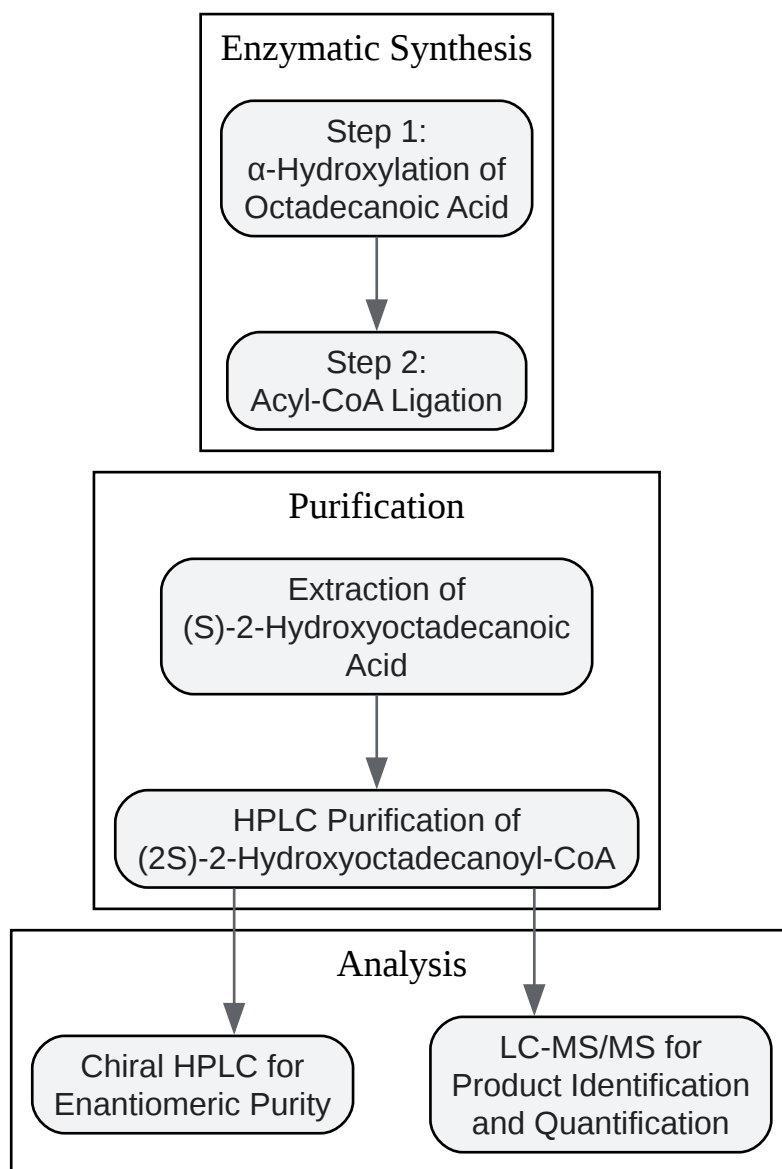 Enzymatic Synthesis
Step 1:
α-Hydroxylation of
Octadecanoic Acid
Step 2:
Acyl-CoA Ligation
Purification
Extraction of
(S)-2-Hydroxyoctadecanoic
Acid
HPLC Purification of
(2S)-2-Hydroxyoctadecanoyl-CoA
Analysis
Chiral HPLC for
Enantiomeric Purity
LC-MS/MS for
Product Identification
and Quantification